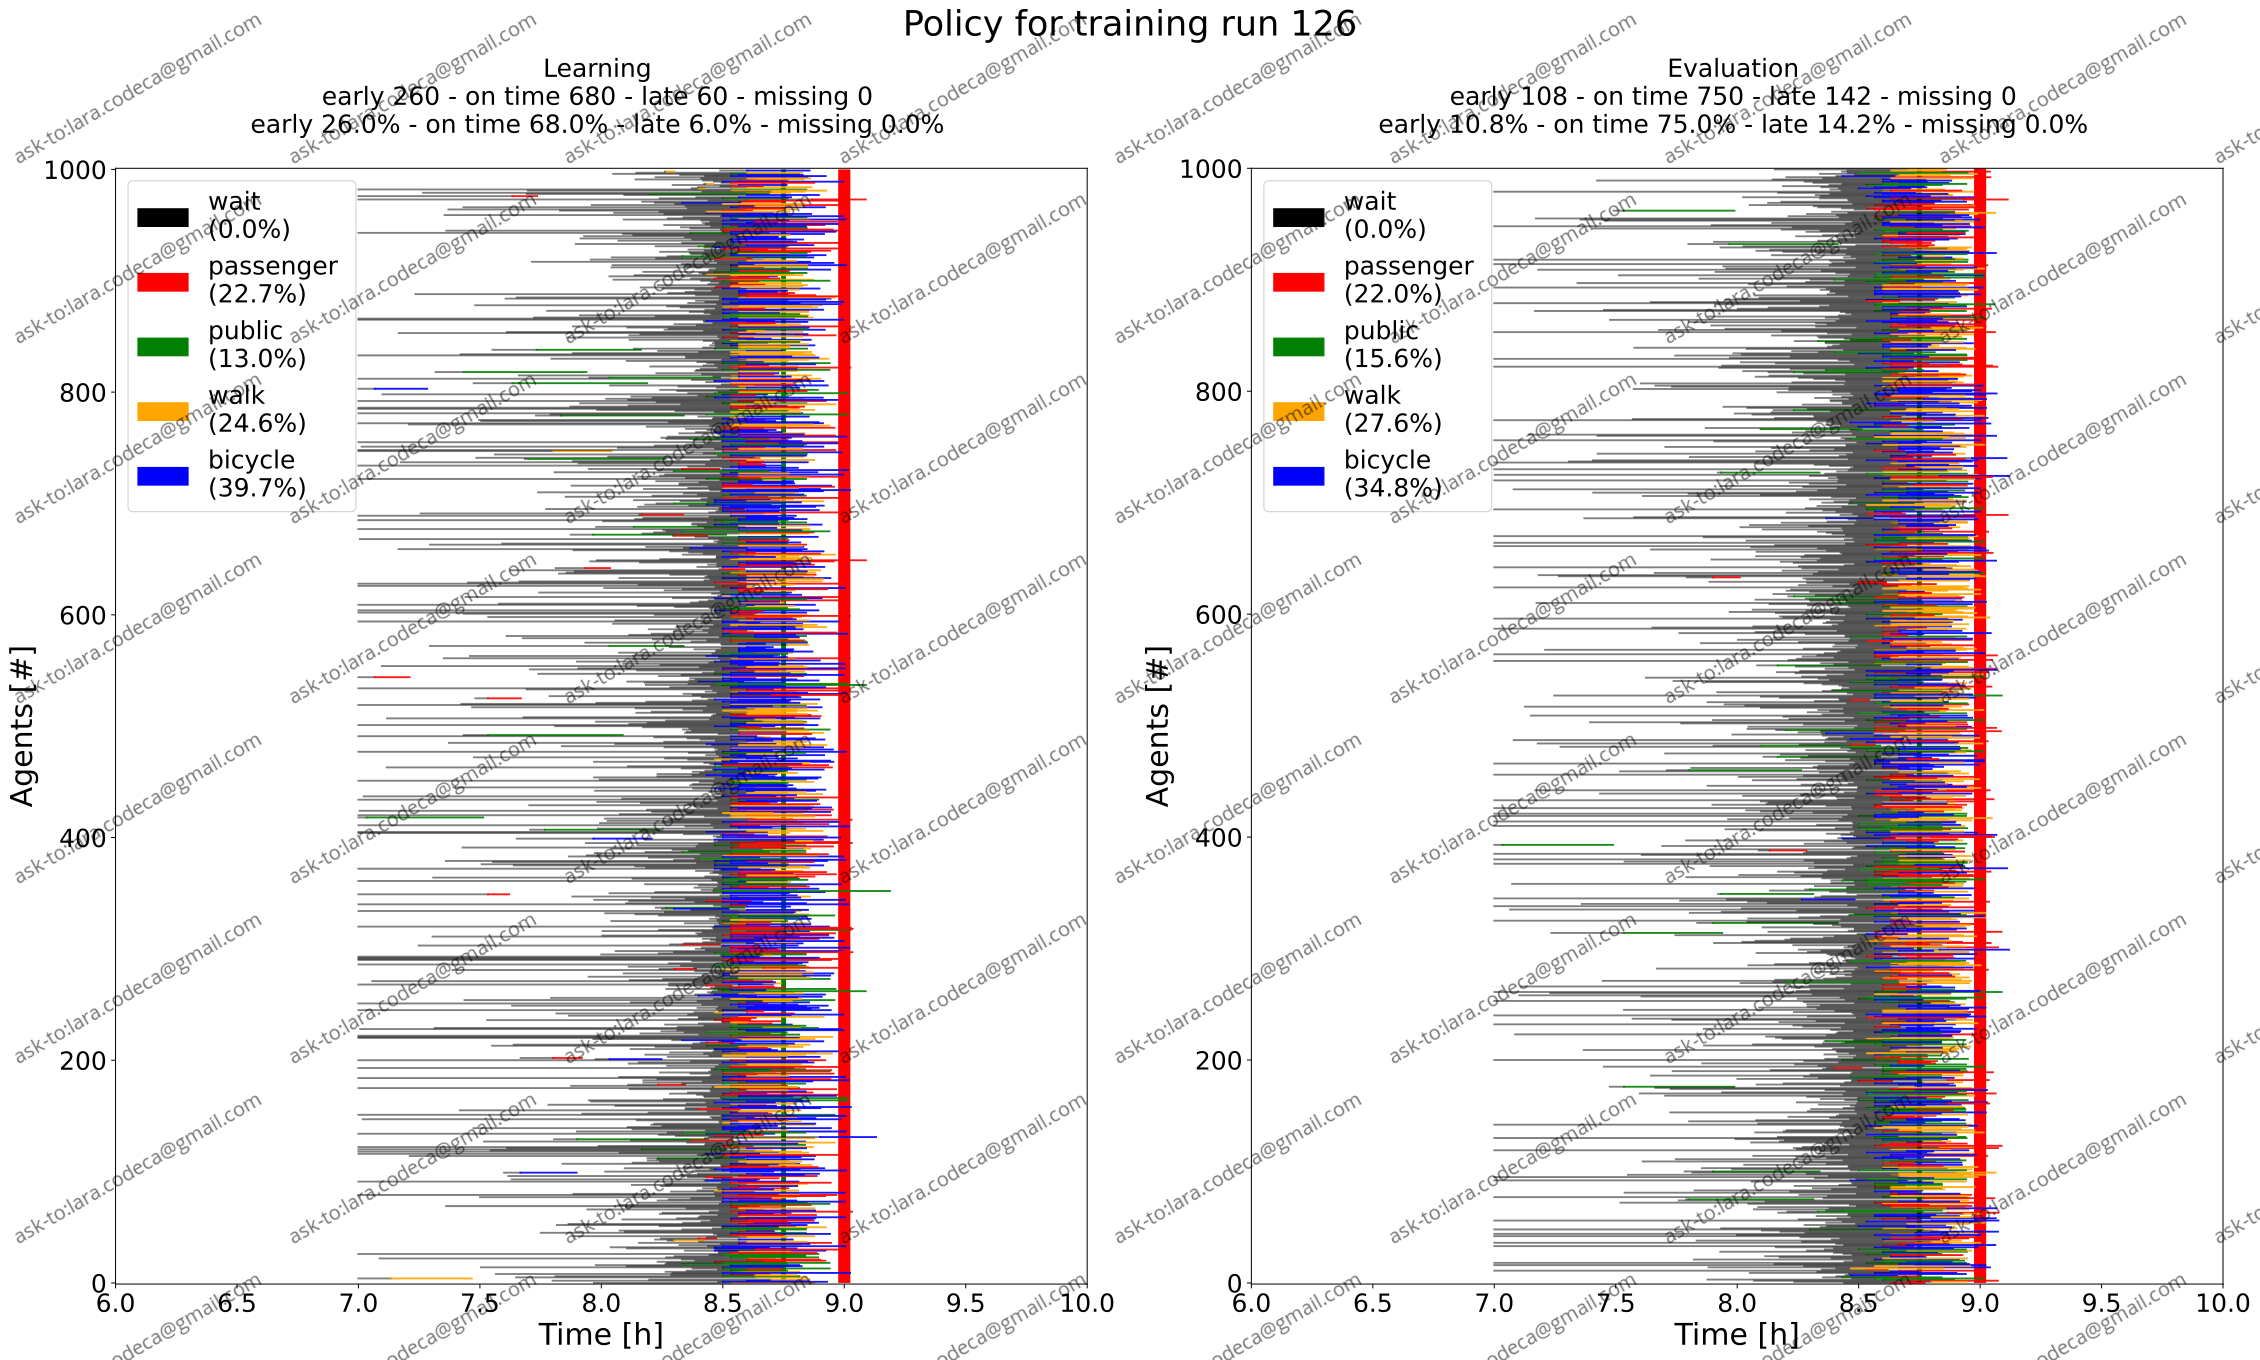 Policy for training run 126
Learning
early 260 - on time 680 - late 60 - missing 0
early 26.0% - on time 68.0% - late 6.0% - missing 0.0%
Evaluation
early 108 - on time 750 - late 142 - missing 0
early 10.8% - on time 75.0% - late 14.2% - missing 0.0%
wait
(0.0%)
passenger
(22.7%)
public
(13.0%)
walk
(24.6%)
bicycle
(39.7%)
wait
(0.0%)
passenger
(22.0%)
public
(15.6%)
walk
(27.6%)
bicycle
(34.8%)
Agents [#]
1000
800
600
400
200
0
6.0 6.5 7.0 7.5 8.0 8.5 9.0 9.5 10.0
Time [h]
Agents [#]
1000
800
600
400
200
0
6.0 6.5 7.0 7.5 8.0 8.5 9.0 9.5 10.0
Time [h]
ask-to:lara.codeca@gmail.com